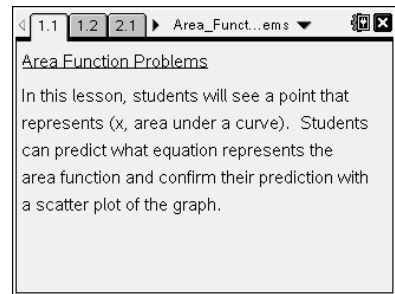 1.1 1.2 2.1 Area_Funct...ems
Area Function Problems
In this lesson, students will see a point that
represents (x, area under a curve). Students
can predict what equation represents the
area function and confirm their prediction with
a scatter plot of the graph.